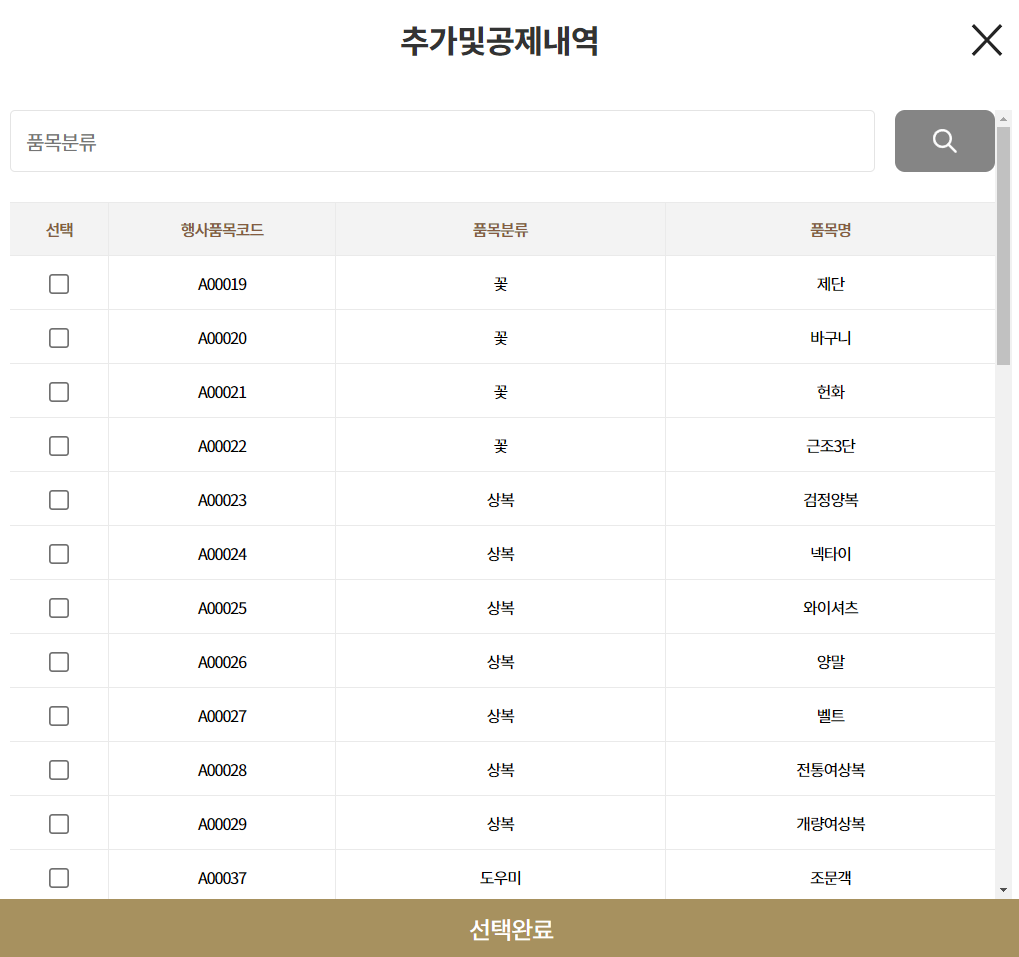 추가및공제내역
품목분류
선택 행사품목코드 품목분류 품목명
A00019 꽃 제단
A00020 꽃 바구니
A00021 꽃 헌화
A00022 꽃 근조3단
A00023 상복 검정양복
A00024 상복 넥타이
A00025 상복 와이셔츠
A00026 상복 양말
A00027 상복 벨트
A00028 상복 전통여상복
A00029 상복 개량여상복
A00037 도우미 조문객
선택완료